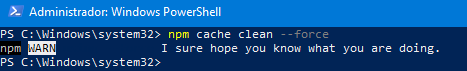 Administrador: Windows PowerShell
PS C:\Windows\system32> npm cache clean --force
npm WARN              I sure hope you know what you are doing.
PS C:\Windows\system32>